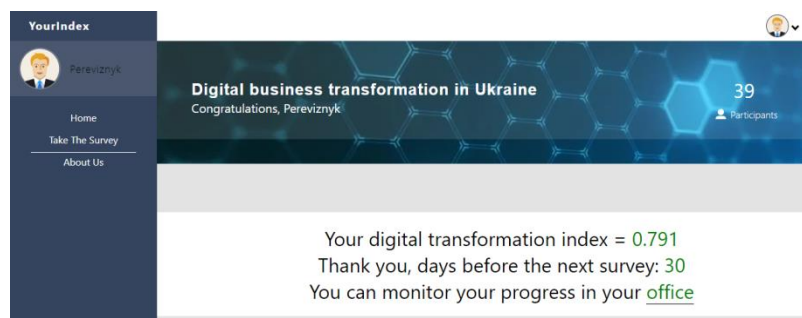 YourIndex
Pereviznyk
Home
Take The Survey
About Us
Digital business transformation in Ukraine
Congratulations, Pereviznyk
39
Participants
Your digital transformation index = 0.791
Thank you, days before the next survey: 30
You can monitor your progress in your office